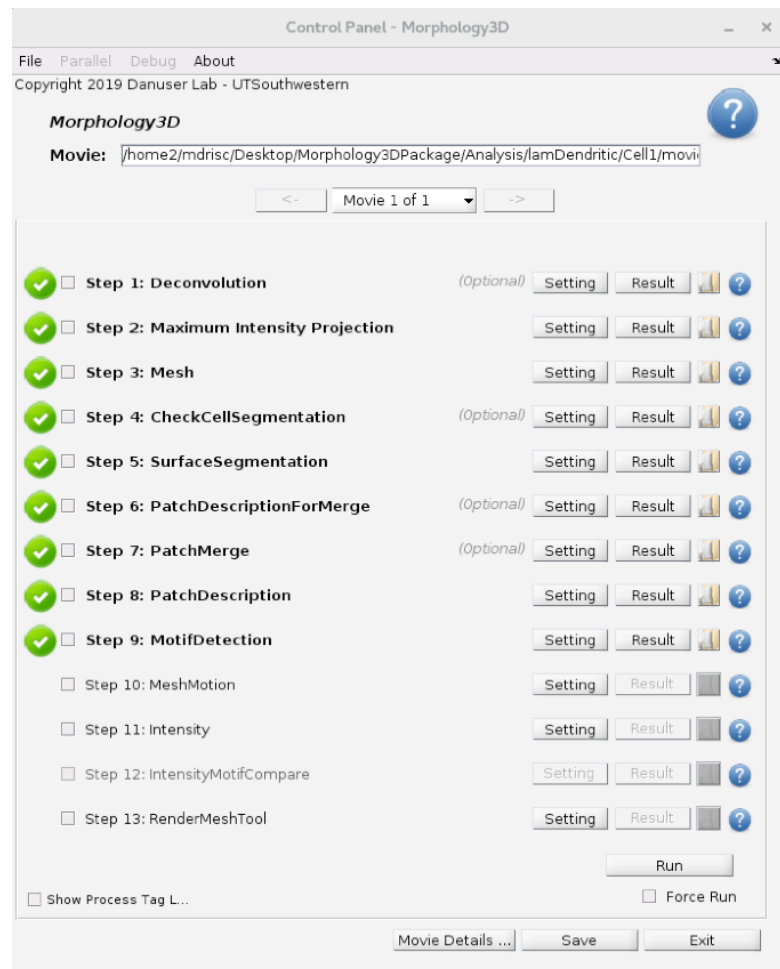 Control Panel - Morphology3D
File Parallel Debug About
Copyright 2019 Danuser Lab - UTSouthwestern
Morphology3D
Movie: /home2/mdrisc/Desktop/Morphology3DPackage/Analysis/lamDendritic/Cell1/movi
<- Movie 1 of 1 ->
Step 1: Deconvolution (Optional) Setting Result ?
Step 2: Maximum Intensity Projection Setting Result ?
Step 3: Mesh Setting Result ?
Step 4: CheckCellSegmentation (Optional) Setting Result ?
Step 5: SurfaceSegmentation Setting Result ?
Step 6: PatchDescriptionForMerge (Optional) Setting Result ?
Step 7: PatchMerge (Optional) Setting Result ?
Step 8: PatchDescription Setting Result ?
Step 9: MotifDetection Setting Result ?
Step 10: MeshMotion Setting Result ?
Step 11: Intensity Setting Result ?
Step 12: IntensityMotifCompare Setting Result ?
Step 13: RenderMeshTool Setting Result ?
Run
Show Process Tag L... Force Run
Movie Details ... Save Exit